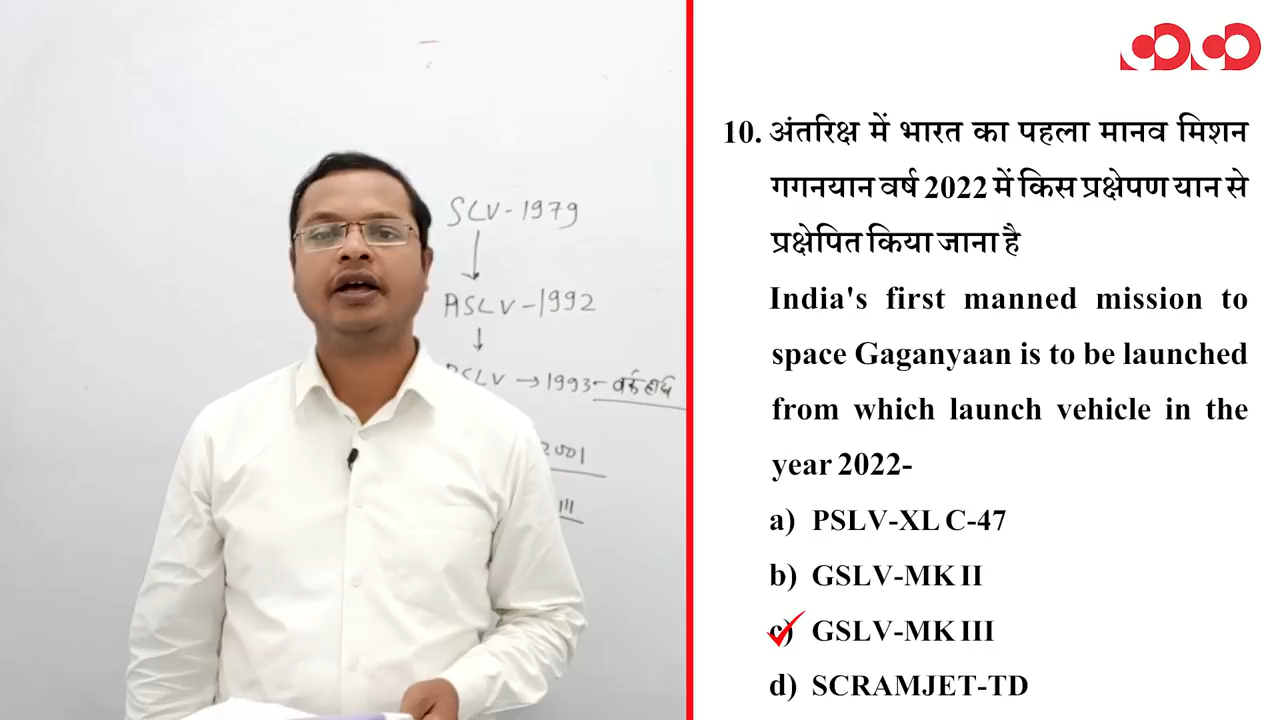 SLV-1979
ASLV-1992
PSLV → 1993-
2001
III
10. अंतरिक्ष में भारत का पहला मानव मिशन
गगनयान वर्ष 2022 में किस प्रक्षेपण यान से
प्रक्षेपित किया जाना है
India's first manned mission to
space Gaganyaan is to be launched
from which launch vehicle in the
year 2022-
a) PSLV-XL C-47
b) GSLV-MK II
c) GSLV-MK III
d) SCRAMJET-TD